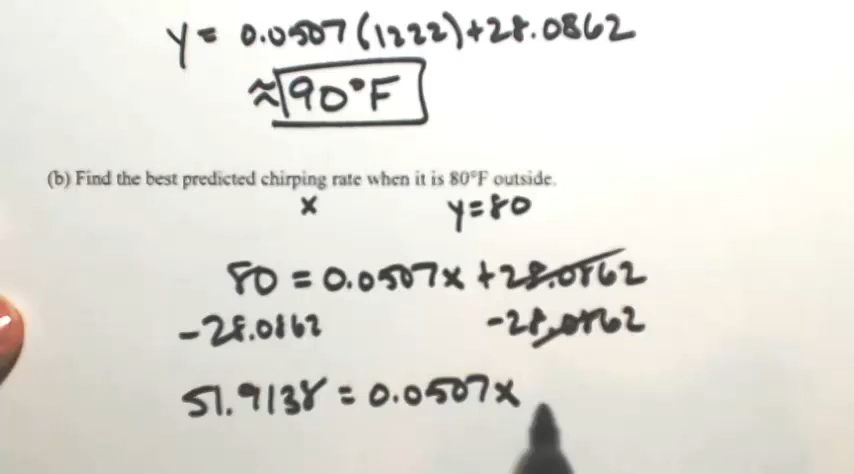 y = 0.0507(1222)+28.0862
≈ 90°F
(b) Find the best predicted chirping rate when it is 80°F outside.
x y=80
80 = 0.0507x +28.0862
-28.0862 -28.0862
51.9138 = 0.0507x